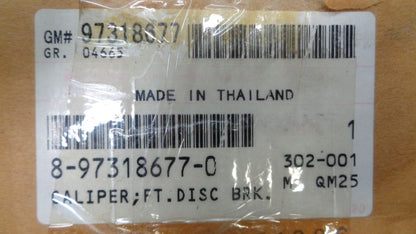 GM# 97318677
GR. 04665
MADE IN THAILAND
1
8-97318677-0 302-001
CALIPER;FT.DISC BRK. QM25